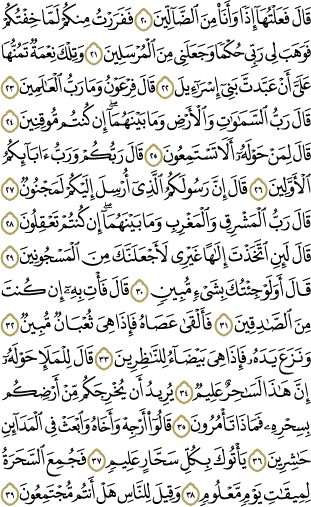 قَالَ فَعَلْتُهَآ إِذًا وَأَنَا۠ مِنَ ٱلضَّآلِّينَ ٢٠ فَفَرَرْتُ مِنكُمْ لَمَّا خِفْتُكُمْ
فَوَهَبَ لِى رَبِّى حُكْمًا وَجَعَلَنِى مِنَ ٱلْمُرْسَلِينَ ٢١ وَتِلْكَ نِعْمَةٌ تَمُنُّهَا
عَلَىَّ أَنْ عَبَّدتَّ بَنِىٓ إِسْرَٰٓءِيلَ ٢٢ قَالَ فِرْعَوْنُ وَمَا رَبُّ ٱلْعَٰلَمِينَ ٢٣
قَالَ رَبُّ ٱلسَّمَٰوَٰتِ وَٱلْأَرْضِ وَمَا بَيْنَهُمَآ ۖ إِن كُنتُم مُّوقِنِينَ ٢٤
قَالَ لِمَنْ حَوْلَهُۥٓ أَلَا تَسْتَمِعُونَ ٢٥ قَالَ رَبُّكُمْ وَرَبُّ ءَابَآئِكُمُ
ٱلْأَوَّلِينَ ٢٦ قَالَ إِنَّ رَسُولَكُمُ ٱلَّذِىٓ أُرْسِلَ إِلَيْكُمْ لَمَجْنُونٌ ٢٧
قَالَ رَبُّ ٱلْمَشْرِقِ وَٱلْمَغْرِبِ وَمَا بَيْنَهُمَآ ۖ إِن كُنتُمْ تَعْقِلُونَ ٢٨
قَالَ لَئِنِ ٱتَّخَذْتَ إِلَٰهًا غَيْرِى لَأَجْعَلَنَّكَ مِنَ ٱلْمَسْجُونِينَ ٢٩
قَالَ أَوَلَوْ جِئْتُكَ بِشَىْءٍ مُّبِينٍ ٣٠ قَالَ فَأْتِ بِهِۦٓ إِن كُنتَ
مِنَ ٱلصَّٰدِقِينَ ٣١ فَأَلْقَىٰ عَصَاهُ فَإِذَا هِىَ ثُعْبَانٌ مُّبِينٌ ٣٢
وَنَزَعَ يَدَهُۥ فَإِذَا هِىَ بَيْضَآءُ لِلنَّٰظِرِينَ ٣٣ قَالَ لِلْمَلَإِ حَوْلَهُۥٓ
إِنَّ هَٰذَا لَسَٰحِرٌ عَلِيمٌ ٣٤ يُرِيدُ أَن يُخْرِجَكُم مِّنْ أَرْضِكُم
بِسِحْرِهِۦ فَمَاذَا تَأْمُرُونَ ٣٥ قَالُوٓا۟ أَرْجِهْ وَأَخَاهُ وَٱبْعَثْ فِى ٱلْمَدَآئِنِ
حَٰشِرِينَ ٣٦ يَأْتُوكَ بِكُلِّ سَحَّارٍ عَلِيمٍ ٣٧ فَجُمِعَ ٱلسَّحَرَةُ
لِمِيقَٰتِ يَوْمٍ مَّعْلُومٍ ٣٨ وَقِيلَ لِلنَّاسِ هَلْ أَنتُم مُّجْتَمِعُونَ ٣٩